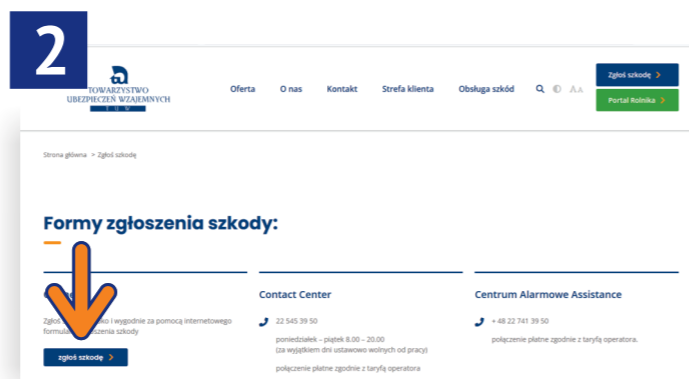 2
TOWARZYSTWO
UBEZPIECZEŃ WZAJEMNYCH
T U W
Oferta
O nas
Kontakt
Strefa klienta
Obsługa szkód
AA
Zgłoś szkodę >
Portal Rolnika >
Strona główna > Zgłoś szkodę
Formy zgłoszenia szkody:
Zgłoś i wygodnie za pomocą internetowego
szkody
zgłoś szkodę >
Contact Center
22 545 39 50
poniedziałek – piątek 8.00 – 20.00
(za wyjątkiem dni ustawowo wolnych od pracy)
połączenie płatne zgodnie z taryfą operatora
Centrum Alarmowe Assistance
+ 48 22 741 39 50
połączenie płatne zgodnie z taryfą operatora.